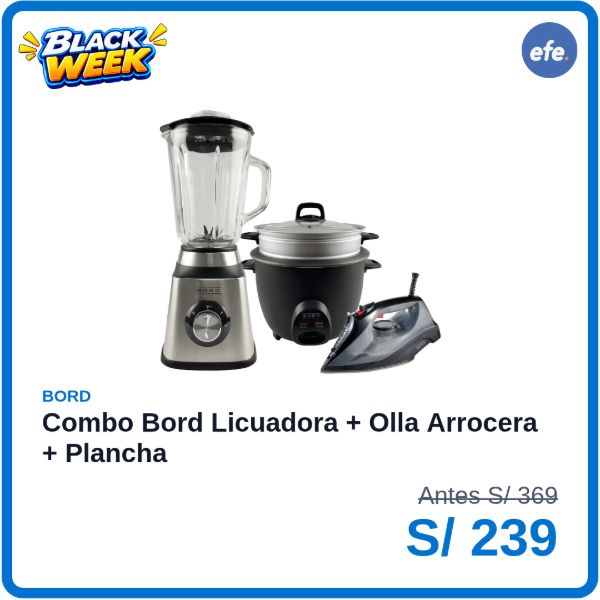 BLACK
WEEK
efe.
BORD
Combo Bord Licuadora + Olla Arrocera
+ Plancha
Antes S/ 369
S/ 239